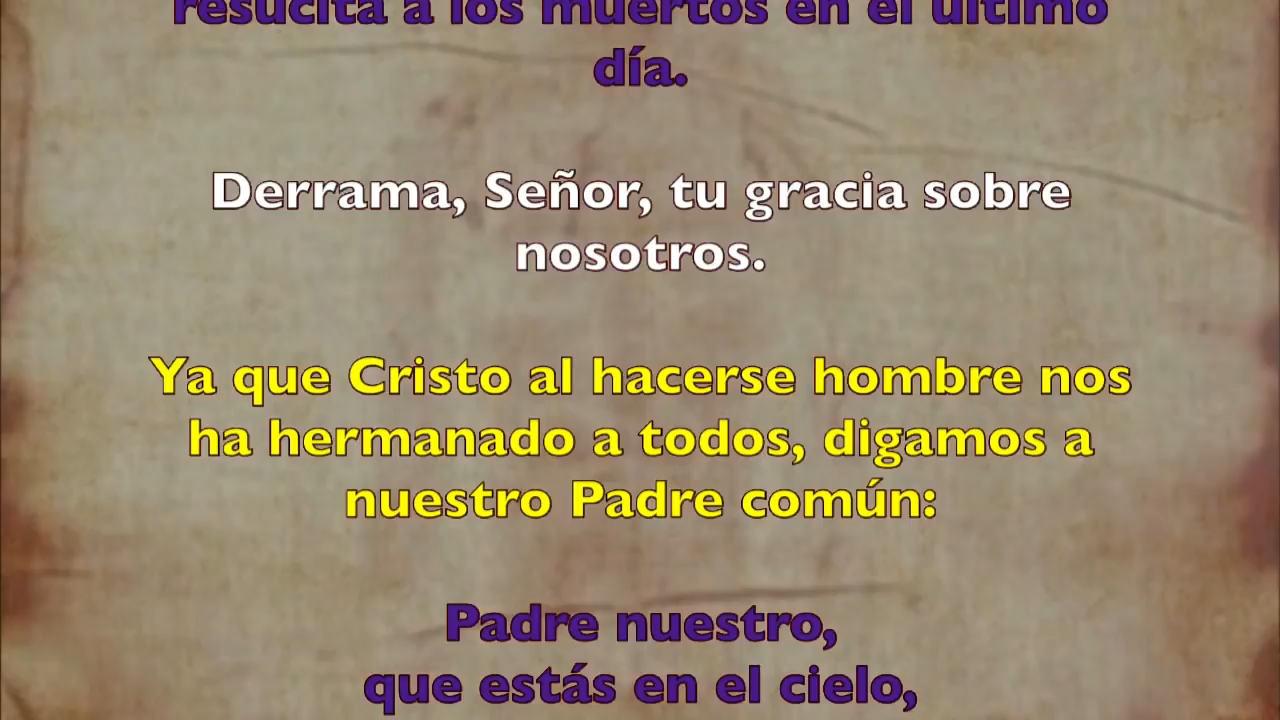 resucita a los muertos en el último
día.
Derrama, Señor, tu gracia sobre
nosotros.
Ya que Cristo al hacerse hombre nos
ha hermanado a todos, digamos a
nuestro Padre común:
Padre nuestro,
que estás en el cielo,